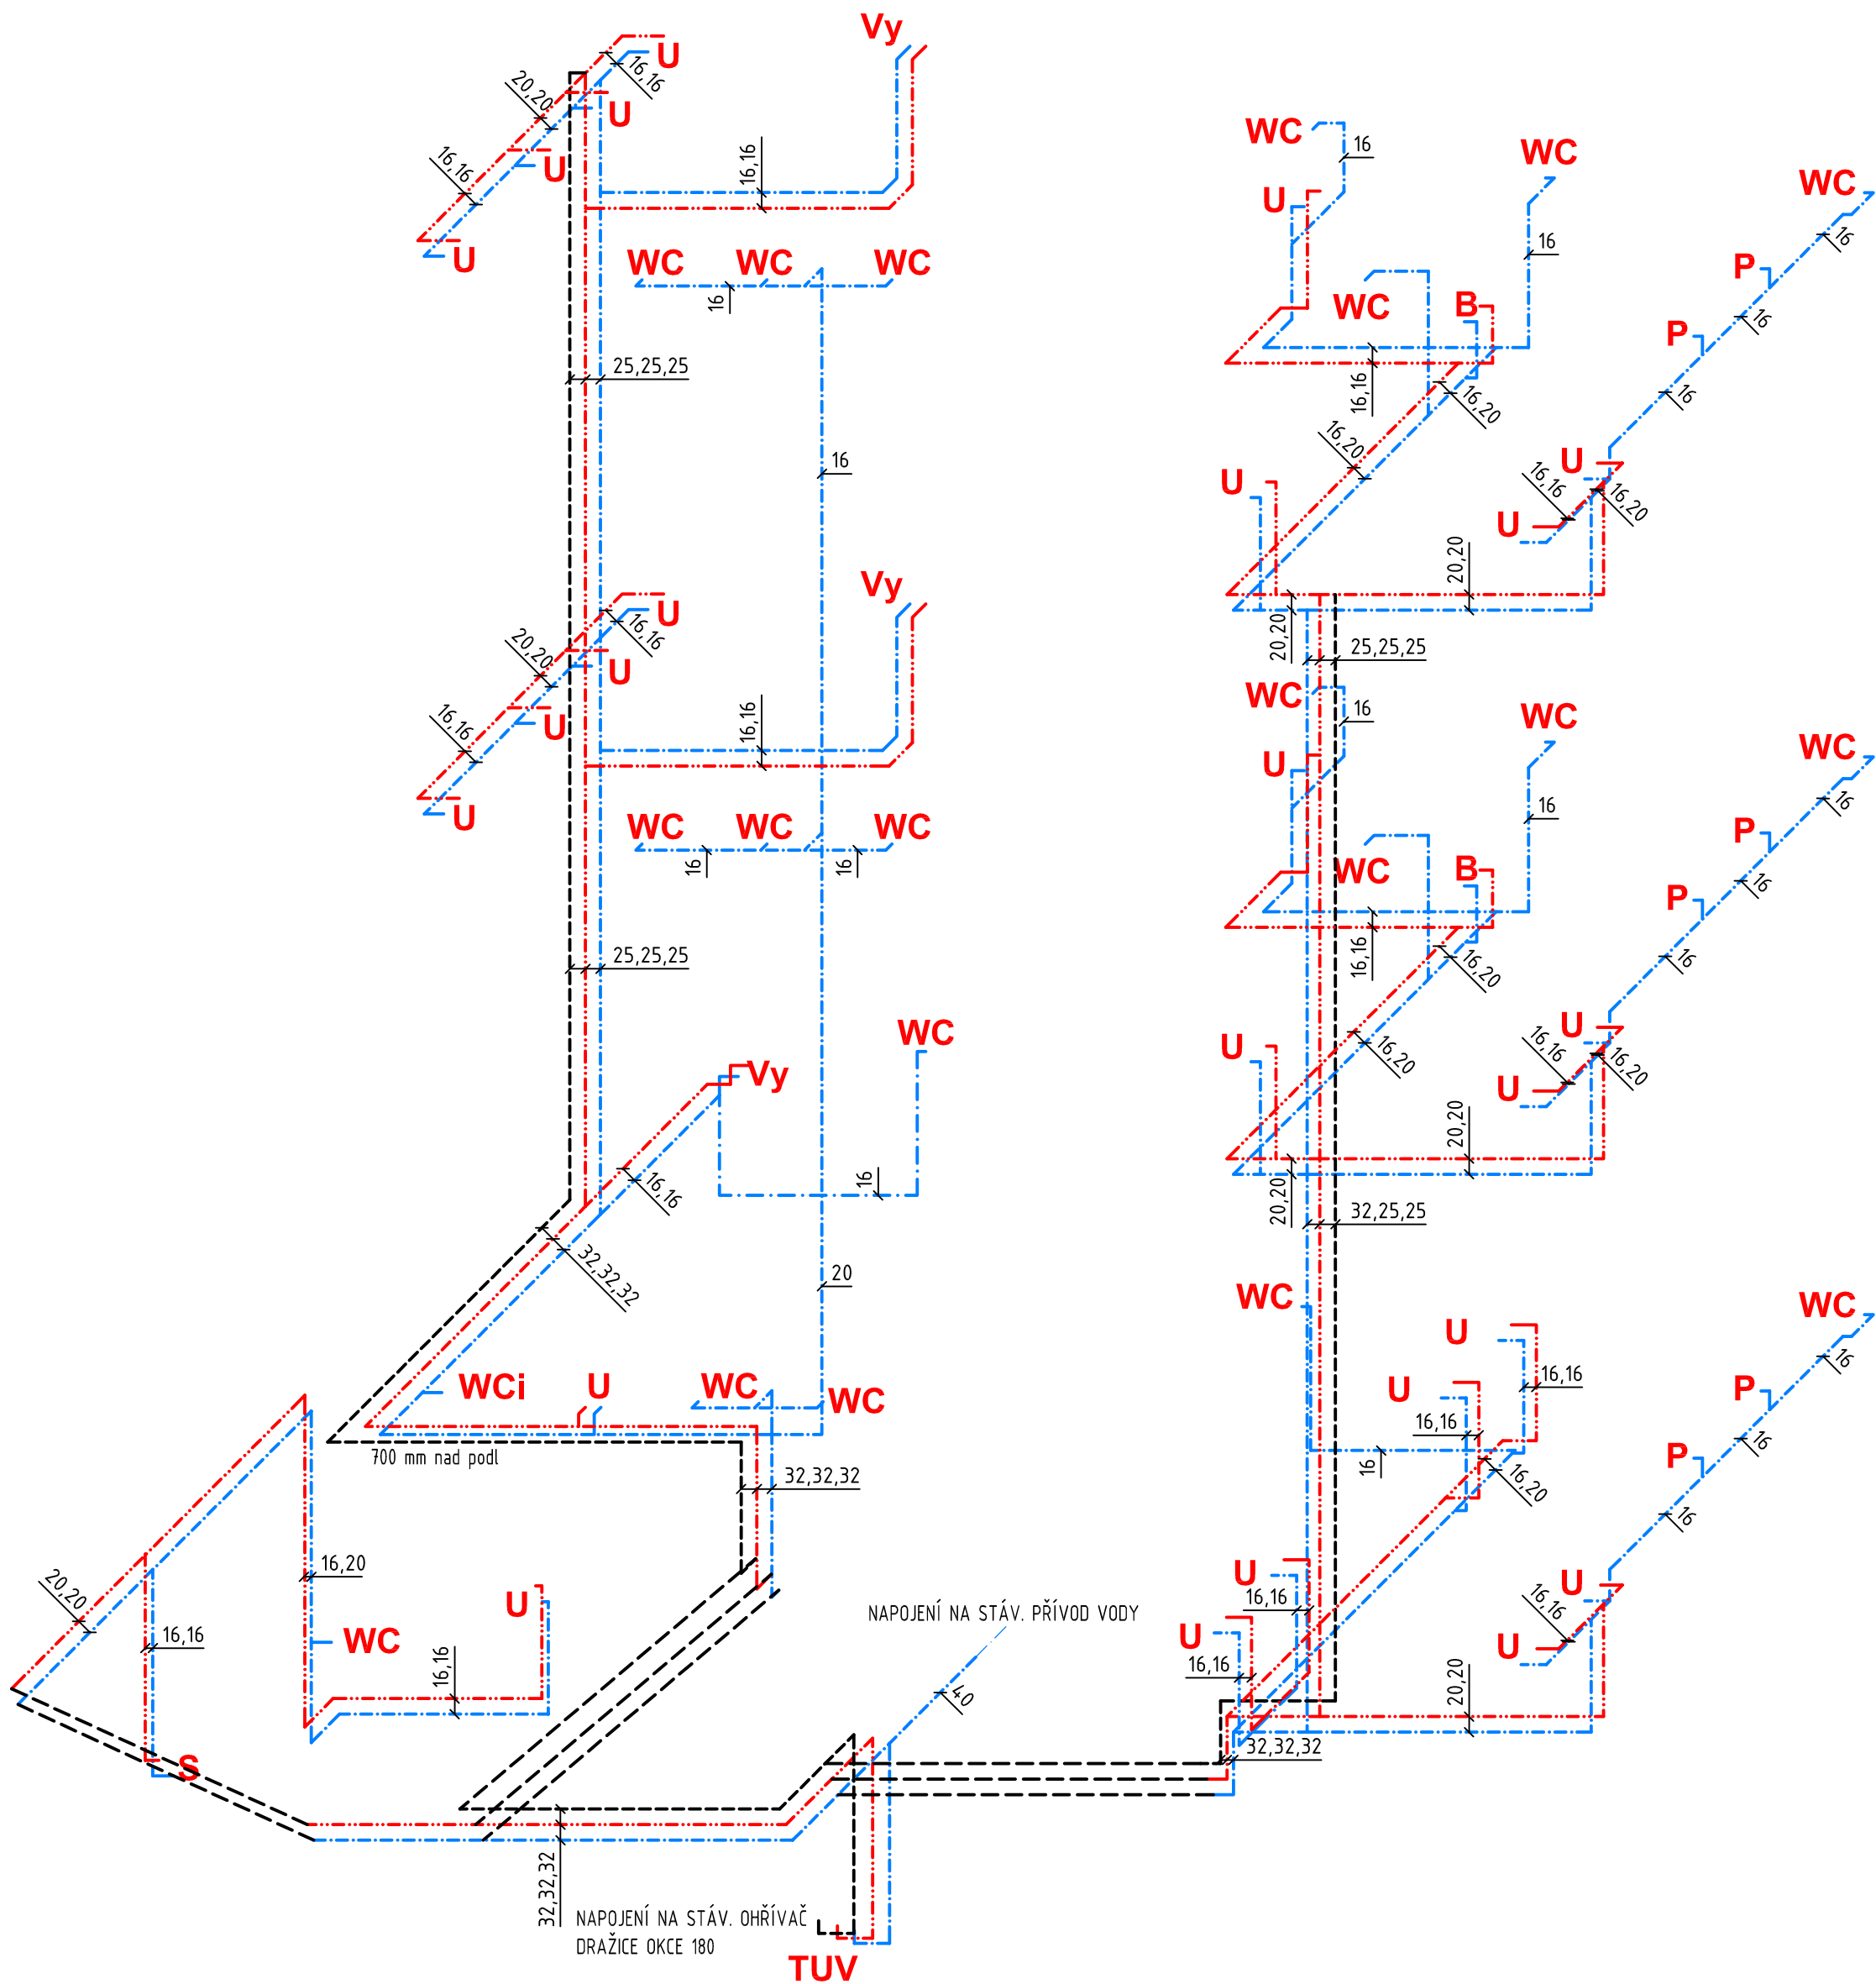 Vy
U
16,16
20,20
U
16,16
U
16,16
U
WC
WC
WC
16
25,25,25
16
Vy
U
16,16
20,20
U
16,16
U
16,16
U
WC
WC
WC
16
16
25,25,25
WC
Vy
16,16
16
32,32,32
20
WCi
U
WC
WC
700 mm nad podl
32,32,32
16,20
20,20
16,16
U
WC
16,16
S
NAPOJENÍ NA STÁV. PŘÍVOD VODY
40
32,32,32
32,32,32
NAPOJENÍ NA STÁV. OHŘÍVAČ
DRAŽICE OKCE 180
TUV
WC
16
WC
WC
U
16
16
P
WC
B
16
P
16,16
16,20
16
16,20
U
U
16,16
16,20
U
20,20
20,20
25,25,25
WC
16
WC
WC
U
16
16
P
WC
B
16
P
16,16
16,20
16
U
16,20
U
16,16
16,20
U
20,20
20,20
32,25,25
WC
U
WC
16
16,16
U
P
16,16
16
P
16
16,20
16
U
16,16
U
16,16
U
U
16,16
20,20